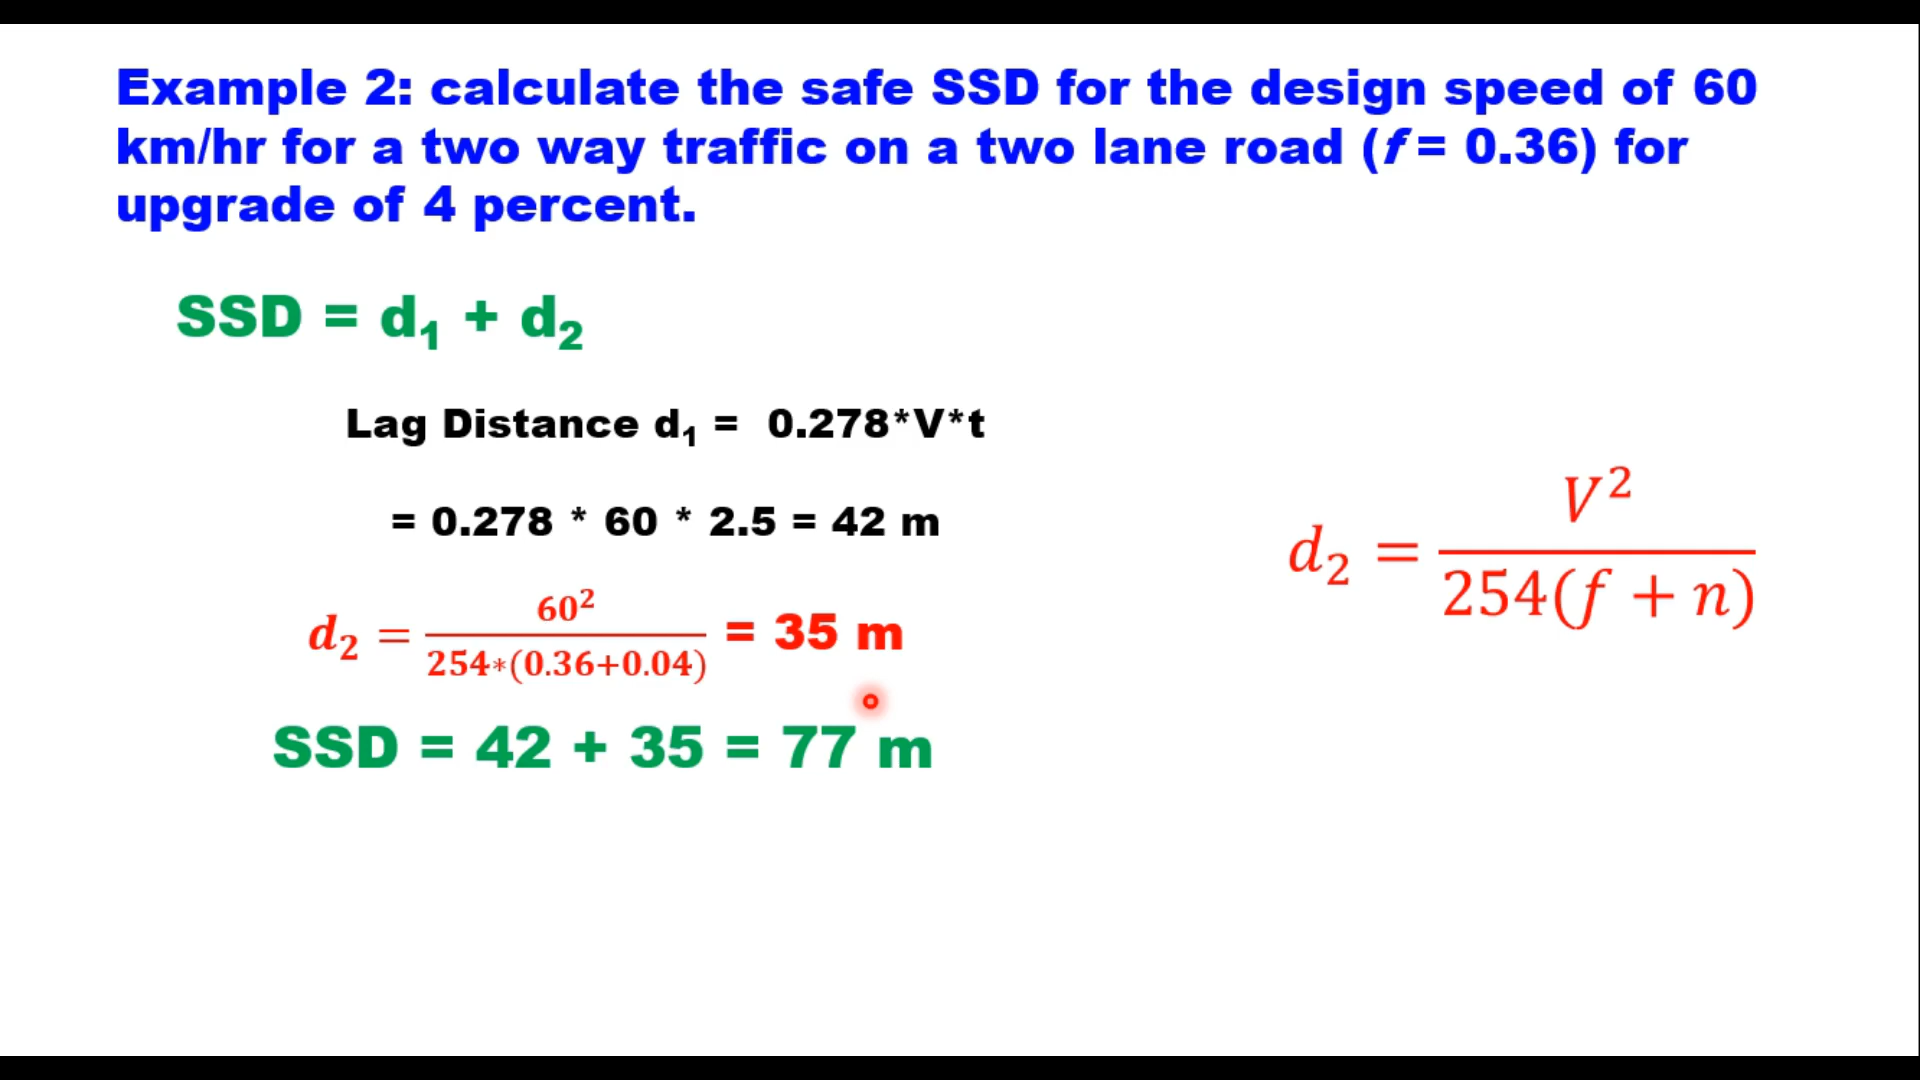 Example 2: calculate the safe SSD for the design speed of 60
km/hr for a two way traffic on a two lane road (f = 0.36) for
upgrade of 4 percent.
SSD = d₁ + d₂
Lag Distance d₁ = 0.278*V*t
= 0.278 * 60 * 2.5 = 42 m
d₂ = 60² / 254*(0.36+0.04) = 35 m
SSD = 42 + 35 = 77 m
d₂ = V² / 254(f + n)